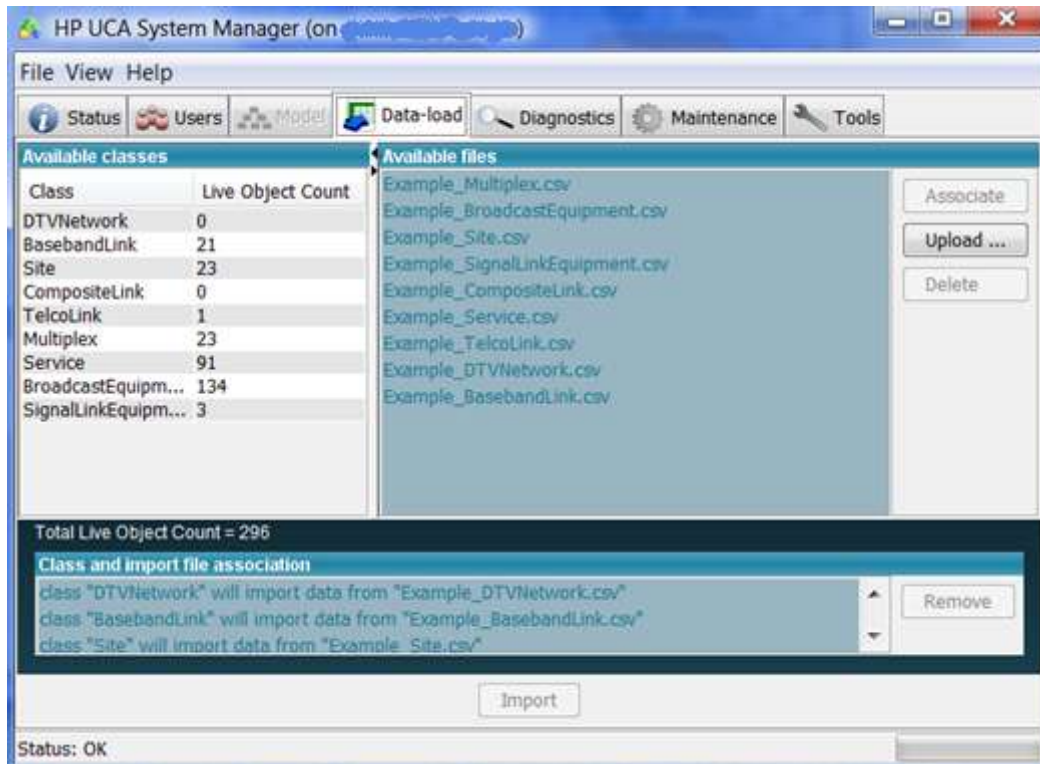 HP UCA System Manager (on )
File View Help
Status Users Model Data-load Diagnostics Maintenance Tools
Available classes
Class Live Object Count
DTVNetwork 0
BasebandLink 21
Site 23
CompositeLink 0
TelcoLink 1
Multiplex 23
Service 91
BroadcastEquipm... 134
SignalLinkEquipm... 3
Available files
Example_Multiplex.csv
Example_BroadcastEquipment.csv
Example_Site.csv
Example_SignalLinkEquipment.csv
Example_CompositeLink.csv
Example_Service.csv
Example_TelcoLink.csv
Example_DTVNetwork.csv
Example_BasebandLink.csv
Associate
Upload ...
Delete
Total Live Object Count = 296
Class and import file association
class "DTVNetwork" will import data from "Example_DTVNetwork.csv"
class "BasebandLink" will import data from "Example_BasebandLink.csv"
class "Site" will import data from "Example_Site.csv"
Remove
Import
Status: OK